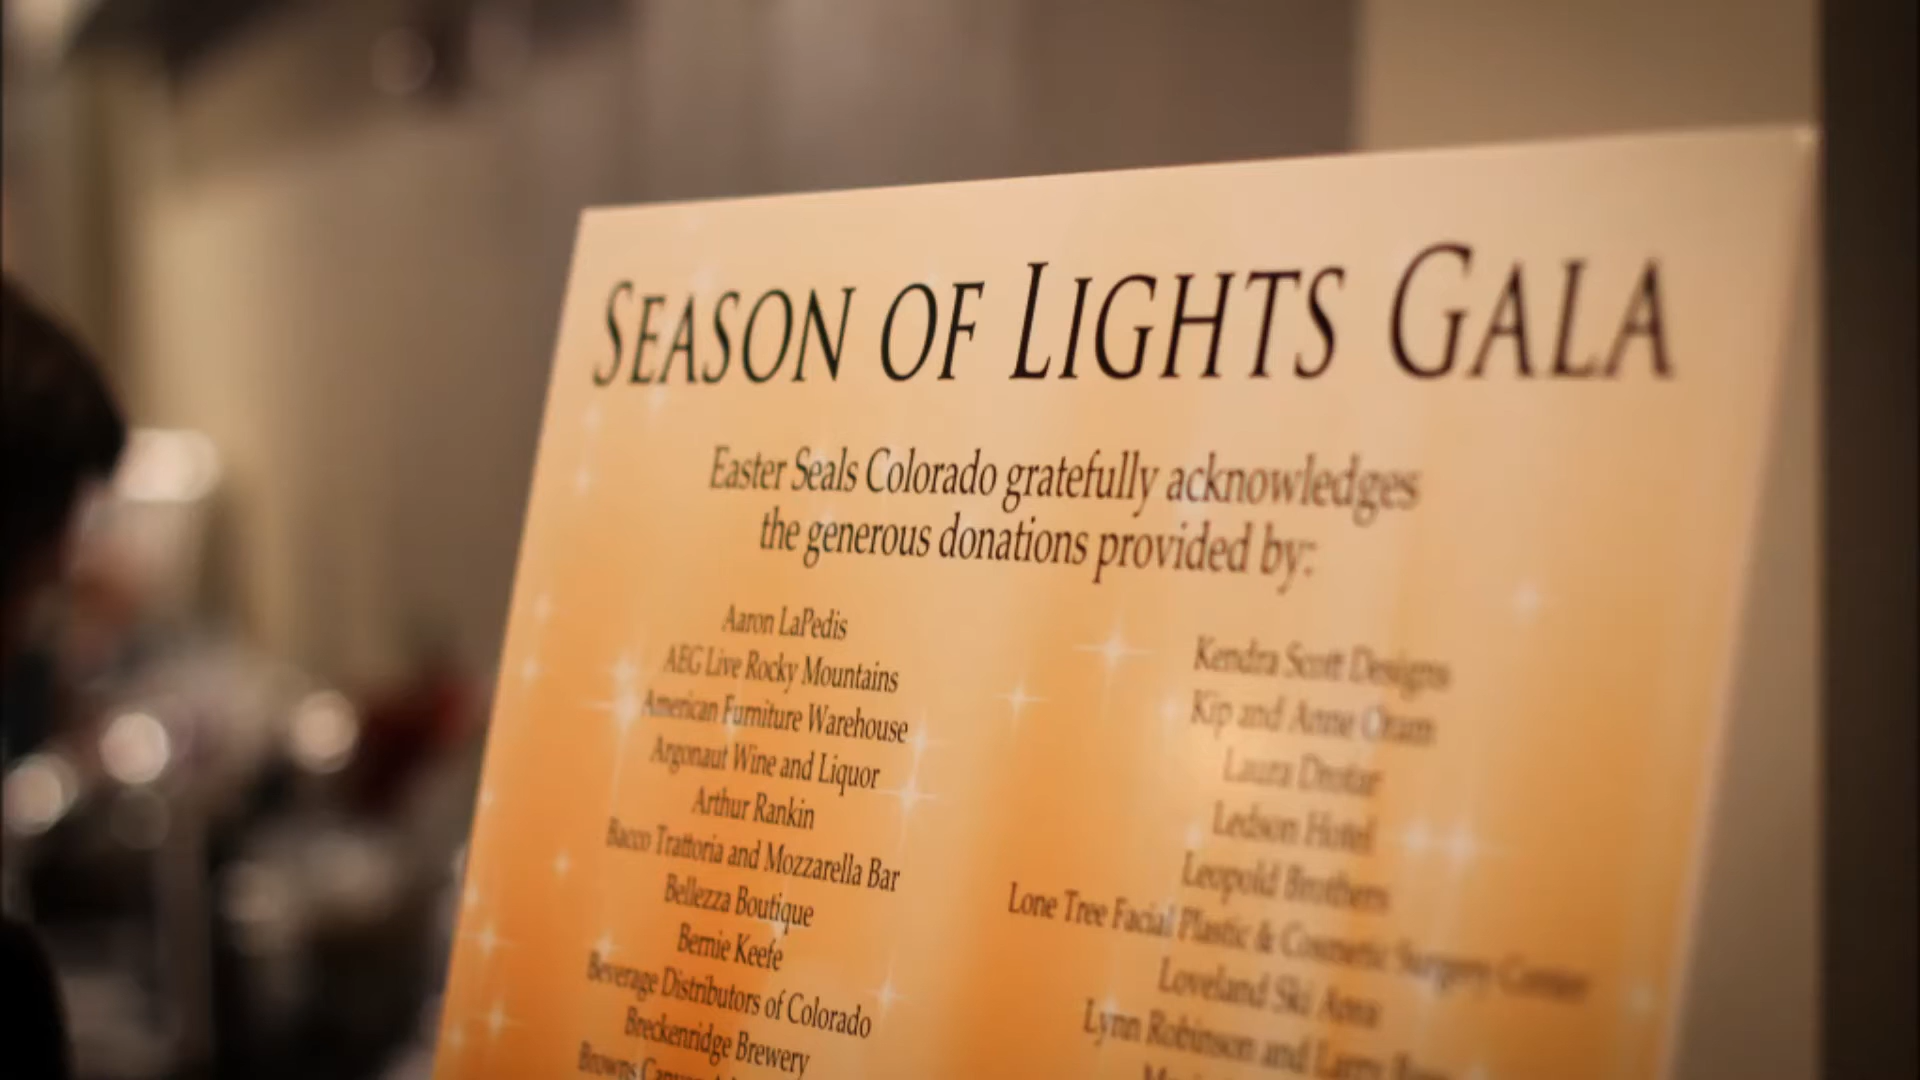 SEASON OF LIGHTS GALA
Easter Seals Colorado gratefully acknowledges
the generous donations provided by:
Aaron LaPedis
AEG Live Rocky Mountains
American Furniture Warehouse
Argonaut Wine and Liquor
Arthur Rankin
Bacco Trattoria and Mozzarella Bar
Bellezza Boutique
Bernie Keefe
Beverage Distributors of Colorado
Breckenridge Brewery
Browns
Kendra Scott Designs
Kip and Anne Oram
Laura Drotar
Ledson Hotel
Leopold Brothers
Lone Tree Facial Plastic & Cosmetic Surgery Center
Loveland Ski Area
Lynn Robinson and Larry